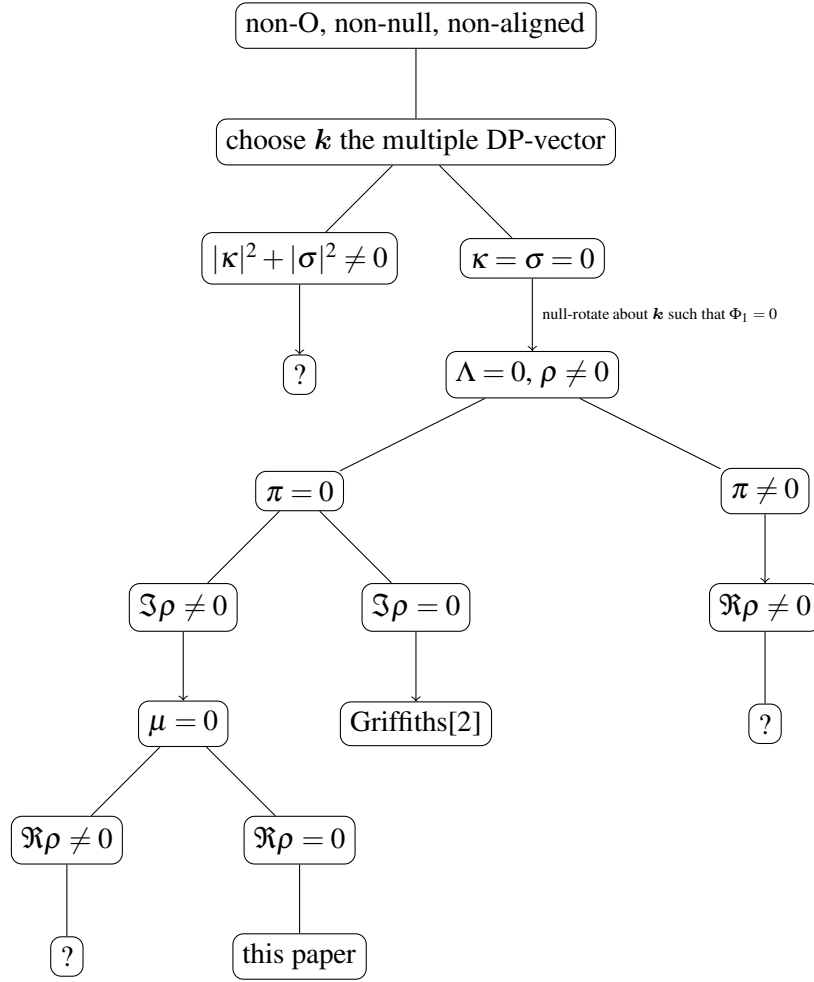 non-O, non-null, non-aligned
choose k the multiple DP-vector
|κ|² + |σ|² ≠ 0
κ = σ = 0
null-rotate about k such that Φ₁ = 0
?
Λ = 0, ρ ≠ 0
π = 0
π ≠ 0
ℑρ ≠ 0
ℑρ = 0
ℜρ ≠ 0
μ = 0
Griffiths[2]
?
ℜρ ≠ 0
ℜρ = 0
?
this paper